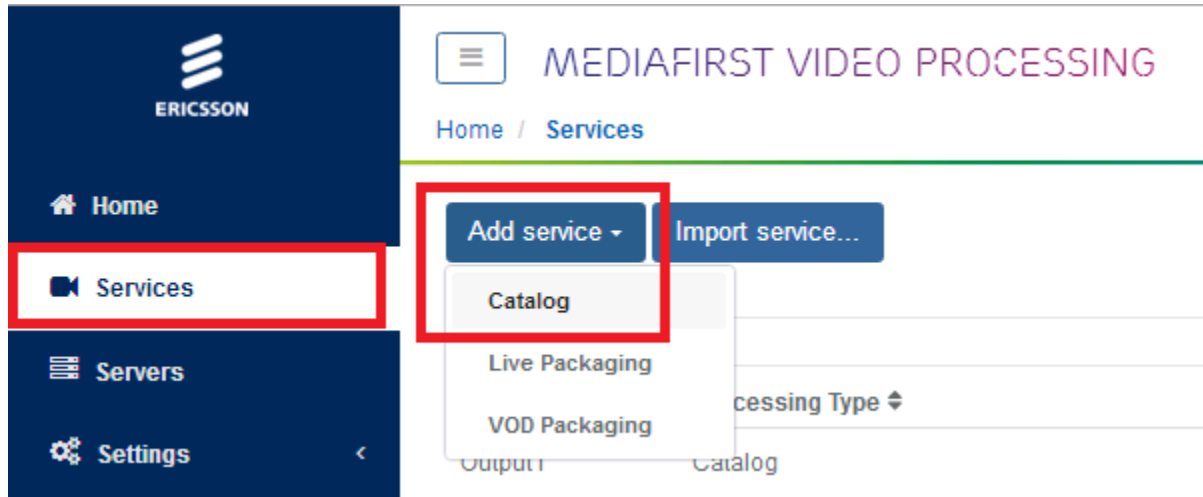 ERICSSON
MEDIAFIRST VIDEO PROCESSING
Home / Services
Home
Services
Servers
Settings
Add service
Import service...
Catalog
Live Packaging
VOD Packaging
cessing Type
Output1 Catalog